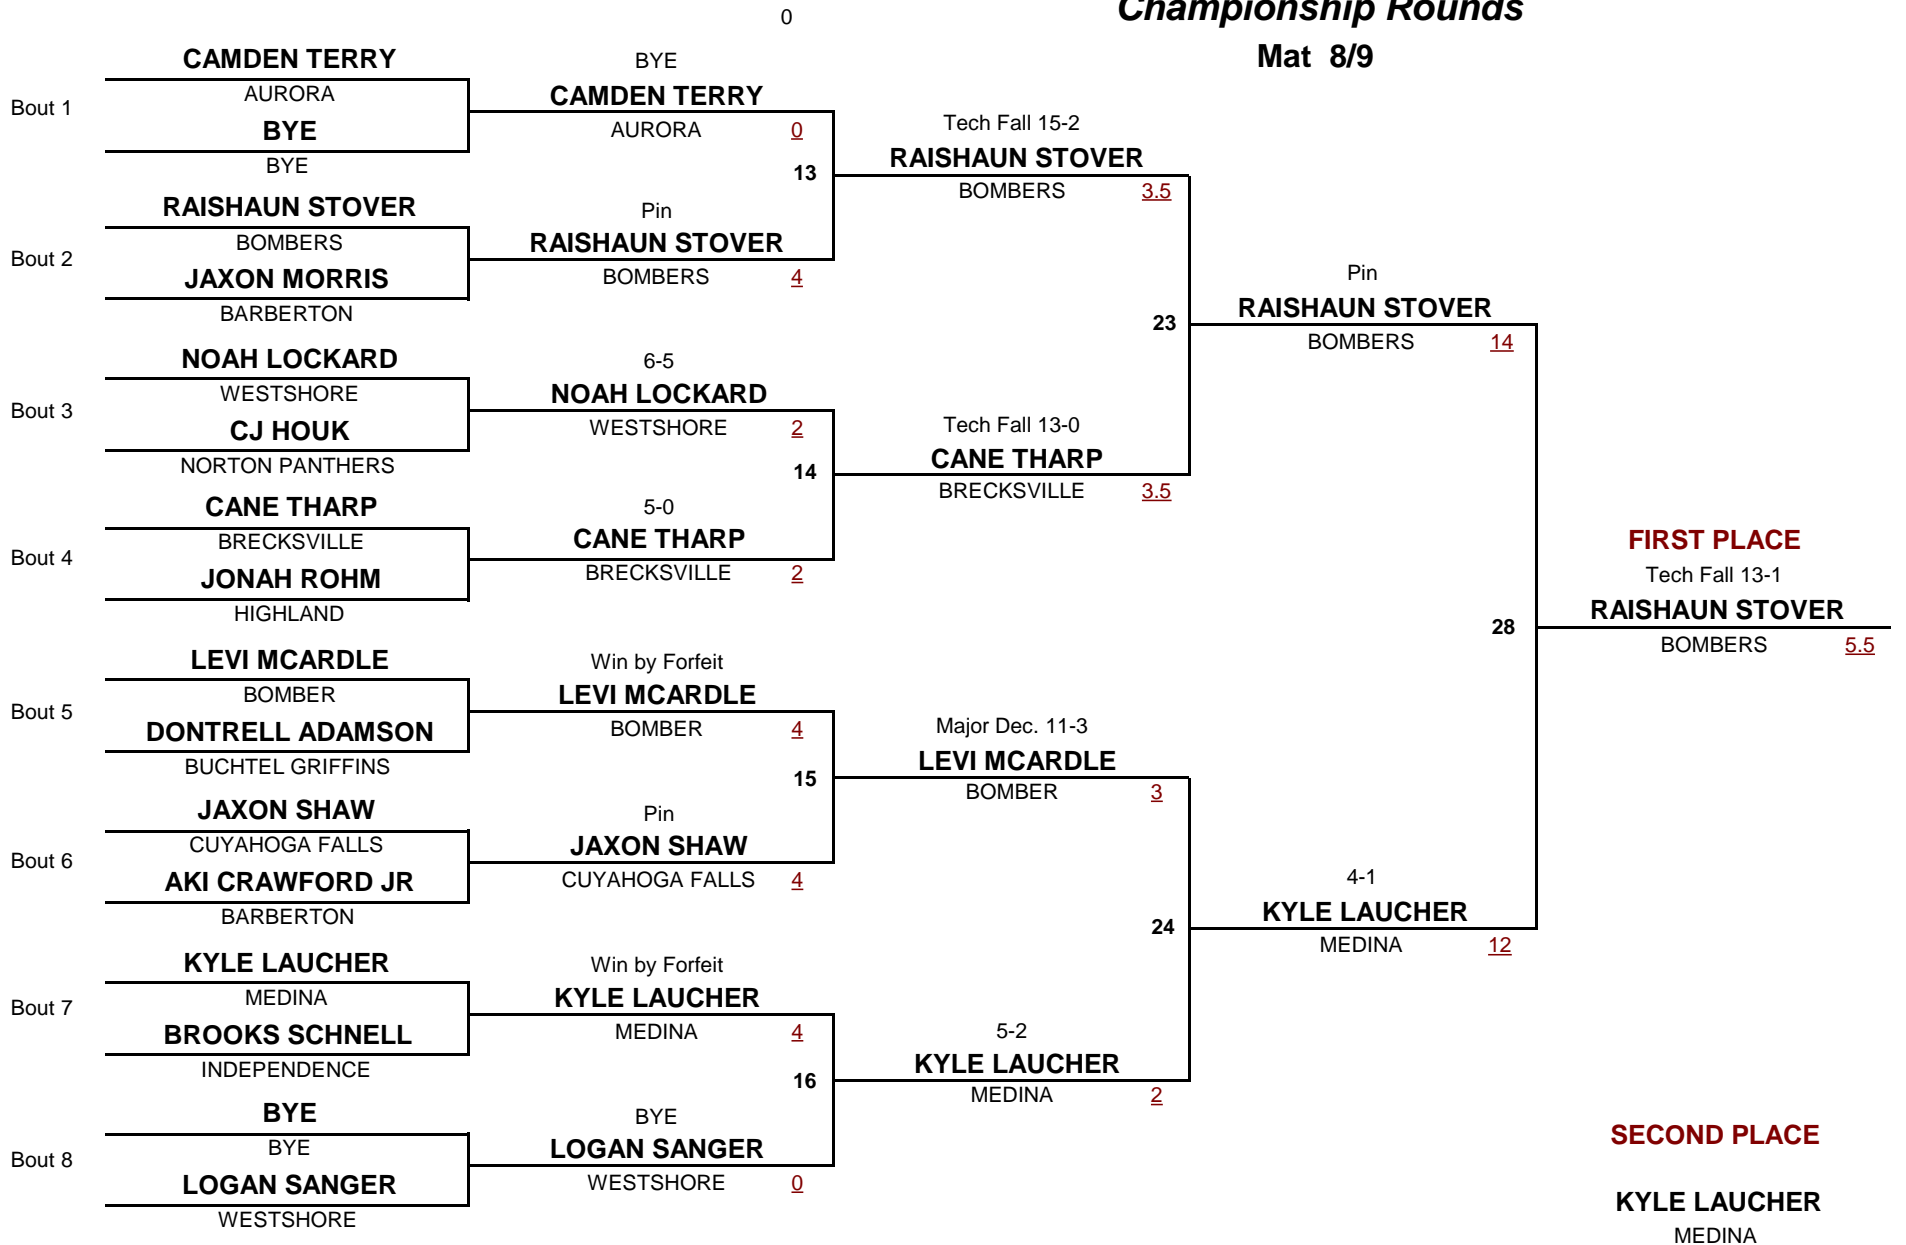 0
Championship Rounds
Mat 8/9
Bout 1
CAMDEN TERRY
AURORA
BYE
BYE
Bout 2
RAISHAUN STOVER
BOMBERS
JAXON MORRIS
BARBERTON
Bout 3
NOAH LOCKARD
WESTSHORE
CJ HOUK
NORTON PANTHERS
Bout 4
CANE THARP
BRECKSVILLE
JONAH ROHM
HIGHLAND
Bout 5
LEVI MCARDLE
BOMBER
DONTRELL ADAMSON
BUCHTEL GRIFFINS
Bout 6
JAXON SHAW
CUYAHOGA FALLS
AKI CRAWFORD JR
BARBERTON
Bout 7
KYLE LAUCHER
MEDINA
BROOKS SCHNELL
INDEPENDENCE
Bout 8
BYE
BYE
LOGAN SANGER
WESTSHORE
BYE
CAMDEN TERRY
AURORA 0
13
Pin
RAISHAUN STOVER
BOMBERS 4
6-5
NOAH LOCKARD
WESTSHORE 2
14
5-0
CANE THARP
BRECKSVILLE 2
Win by Forfeit
LEVI MCARDLE
BOMBER 4
15
Pin
JAXON SHAW
CUYAHOGA FALLS 4
Win by Forfeit
KYLE LAUCHER
MEDINA 4
16
BYE
LOGAN SANGER
WESTSHORE 0
Tech Fall 15-2
RAISHAUN STOVER
BOMBERS 3.5
23
Tech Fall 13-0
CANE THARP
BRECKSVILLE 3.5
Major Dec. 11-3
LEVI MCARDLE
BOMBER 3
24
5-2
KYLE LAUCHER
MEDINA 2
Pin
RAISHAUN STOVER
BOMBERS 14
28
4-1
KYLE LAUCHER
MEDINA 12
FIRST PLACE
Tech Fall 13-1
RAISHAUN STOVER
BOMBERS 5.5
SECOND PLACE
KYLE LAUCHER
MEDINA